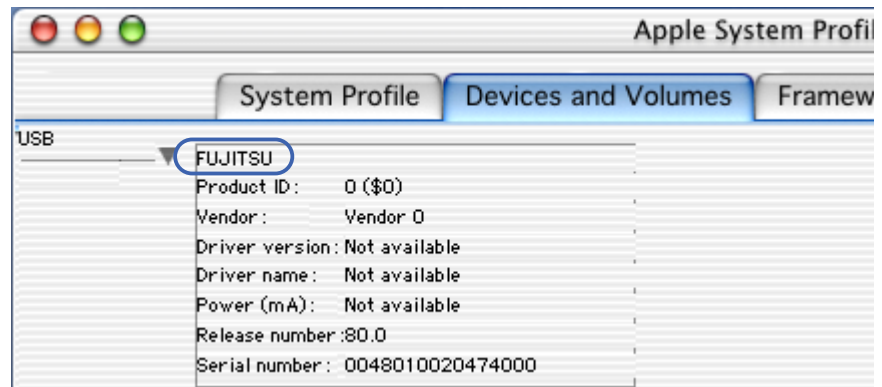 Apple System Profil
System Profile Devices and Volumes Framew
USB
FUJITSU
Product ID: 0 ($0)
Vendor: Vendor 0
Driver version: Not available
Driver name: Not available
Power (mA): Not available
Release number:80.0
Serial number: 0048010020474000